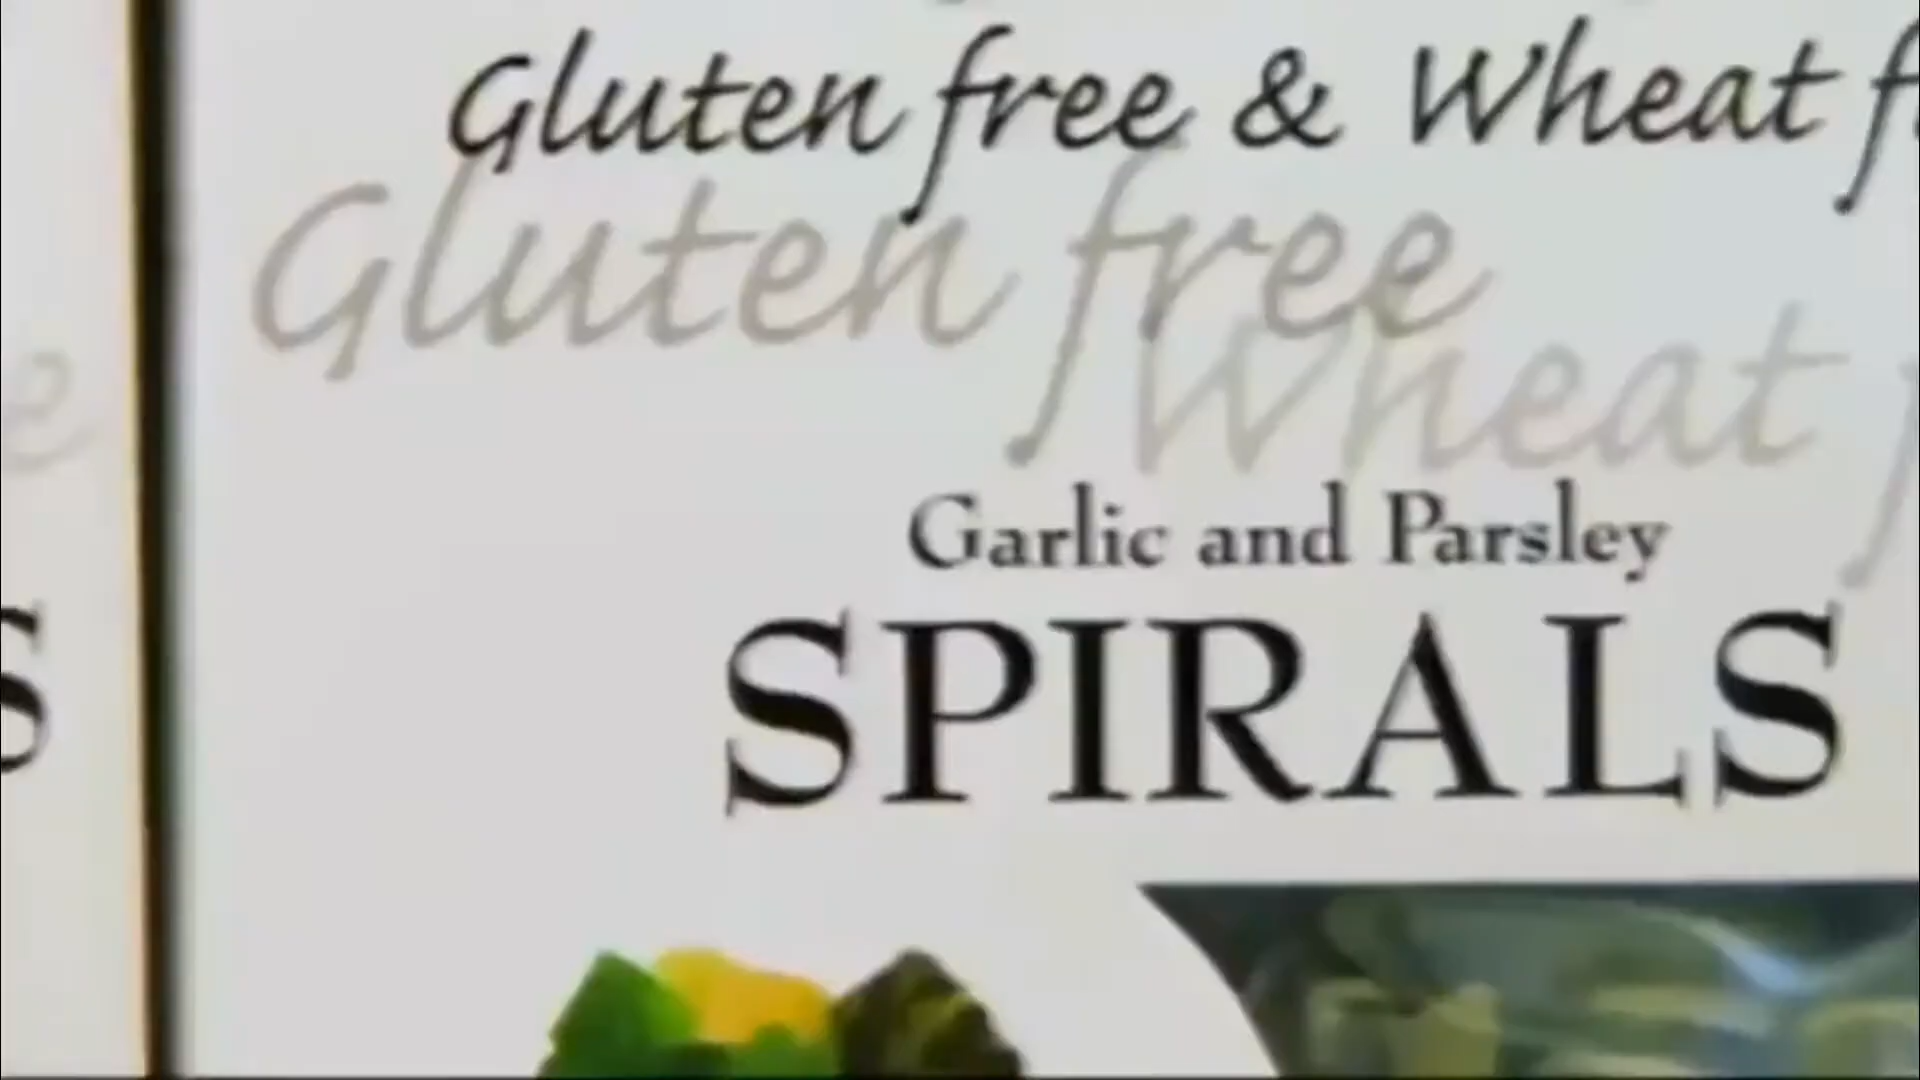 Gluten free & Wheat f
Gluten free
Wheat f
Garlic and Parsley
SPIRALS
e
S